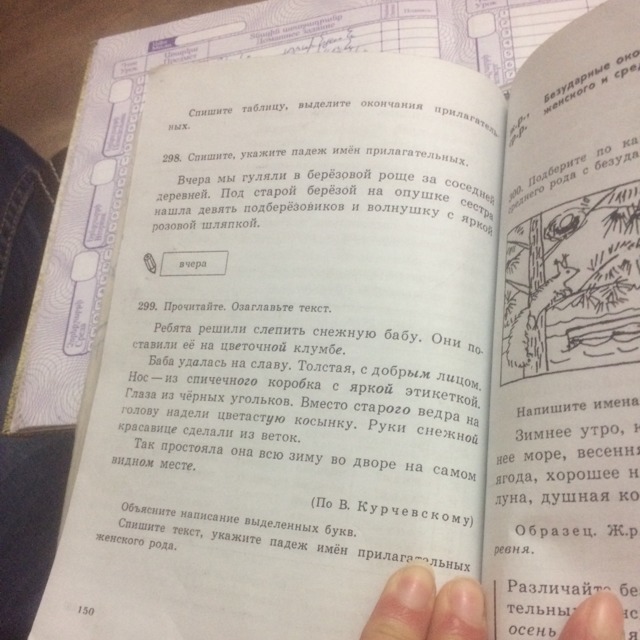 Спишите таблицу, выделите окончания прилагатель-
ных.
298. Спишите, укажите падеж имён прилагательных.
Вчера мы гуляли в берёзовой роще за соседней
деревней. Под старой берёзой на опушке сестра
нашла девять подберёзовиков и волнушку с яркой
розовой шляпкой.
вчера
299. Прочитайте. Озаглавьте текст.
Ребята решили слепить снежную бабу. Они по-
ставили её на цветочной клумбе.
Баба удалась на славу. Толстая, с добрым лицом.
Нос — из спичечного коробка с яркой этикеткой.
Глаза из чёрных угольков. Вместо старого ведра на
голову надели цветастую косынку. Руки снежной
красавице сделали из веток.
Так простояла она всю зиму во дворе на самом
видном месте.
(По В. Курчевскому)
Объясните написание выделенных букв.
Спишите текст, укажите падеж имён прилагательных
женского рода.
150
Безударные око
женского и сред
300. Подберите по ка
среднего рода с безуда
Напишите имена
Зимнее утро,
нее море, весення
ягода, хорошее
луна, душная ко
Образец. Ж.р.
ревня.
Различайте бе
тельных
осень